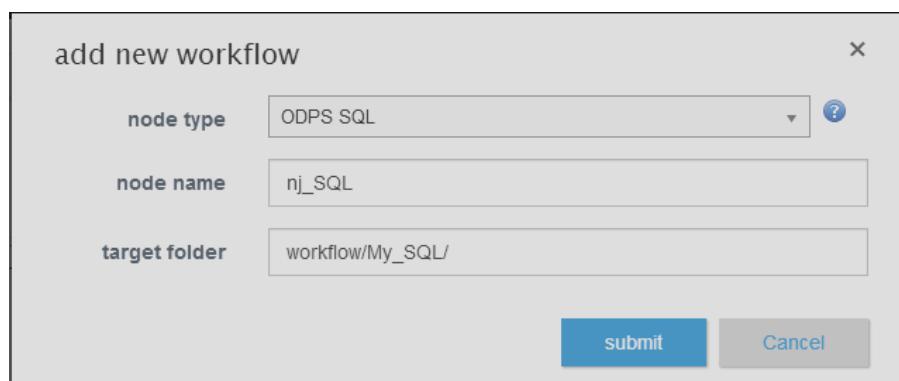 add new workflow ×
node type ODPS SQL ?
node name nj_SQL
target folder workflow/My_SQL/
submit Cancel